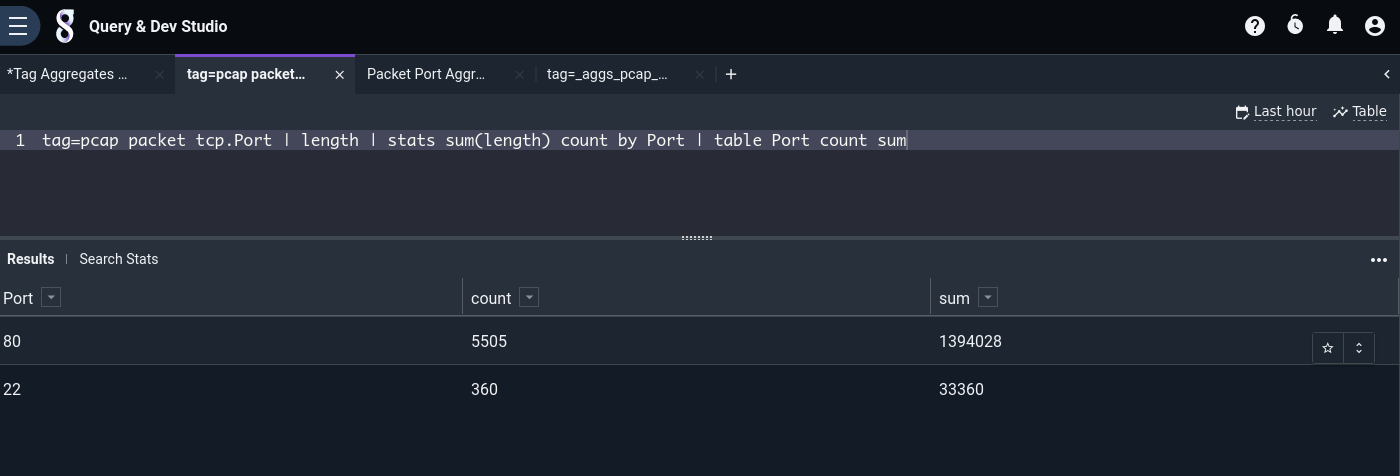 Query & Dev Studio
*Tag Aggregates ... tag=pcap packet... Packet Port Aggr... tag=_aggs_pcap_...
Last hour Table
1 tag=pcap packet tcp.Port | length | stats sum(length) count by Port | table Port count sum
Results Search Stats
Port count sum
80 5505 1394028
22 360 33360